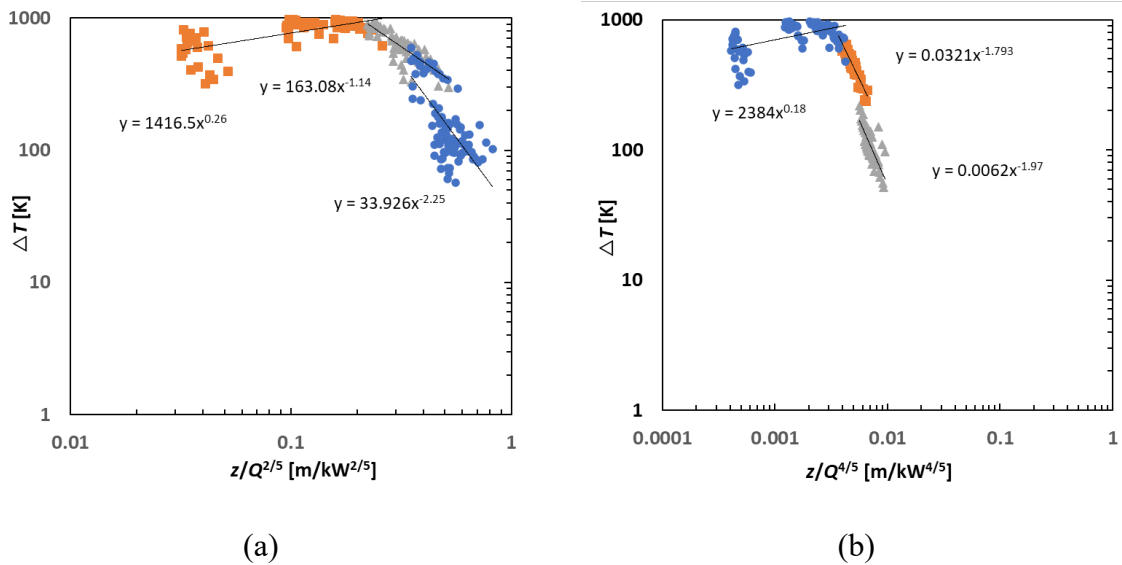 1000
100
10
1
△T [K]
y = 163.08x^-1.14
y = 1416.5x^0.26
y = 33.926x^-2.25
0.01 0.1 1
z/Q^2/5 [m/kW^2/5]
(a)
1000
100
10
1
△T [K]
y = 0.0321x^-1.793
y = 2384x^0.18
y = 0.0062x^-1.97
0.0001 0.001 0.01 0.1 1
z/Q^4/5 [m/kW^4/5]
(b)